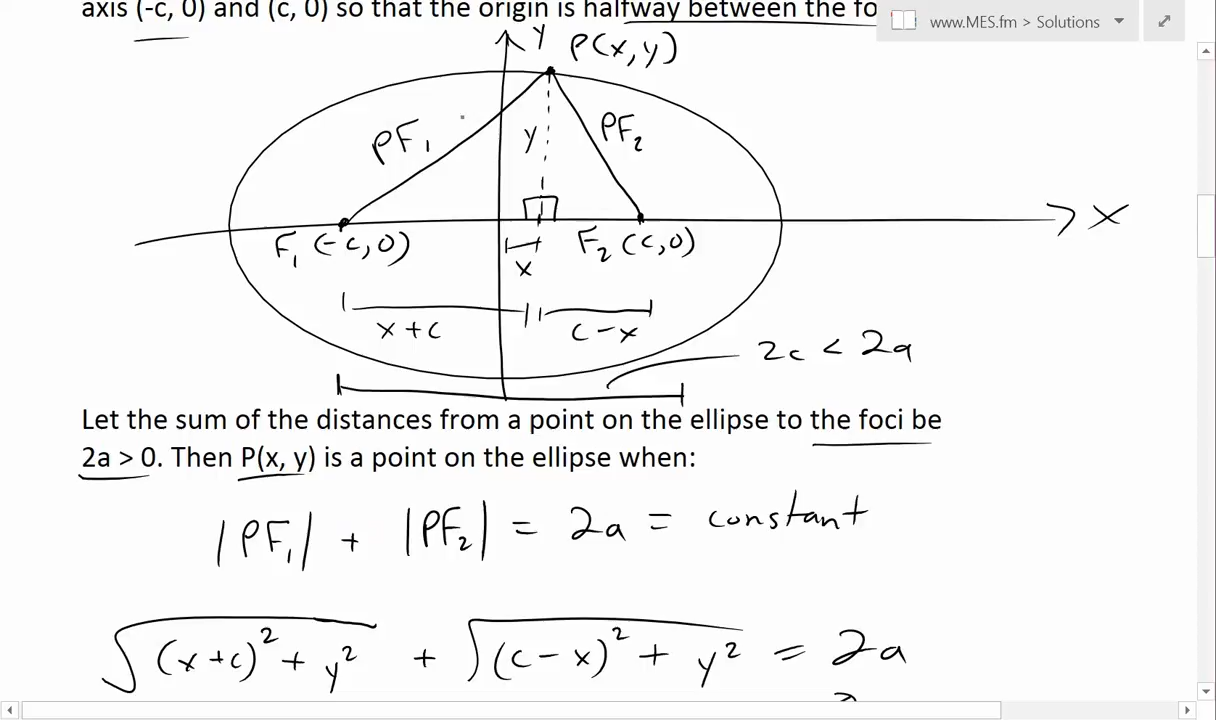 axis (-c, 0) and (c, 0) so that the origin is halfway between the fo
www.MES.fm > Solutions
y
P(x, y)
PF₁
y
PF₂
x
F₁ (-c, 0)
F₂ (c, 0)
x
x + c
c - x
2c < 2a
Let the sum of the distances from a point on the ellipse to the foci be
2a > 0. Then P(x, y) is a point on the ellipse when:
|PF₁| + |PF₂| = 2a = constant
√(x+c)² + y² + √(c-x)² + y² = 2a